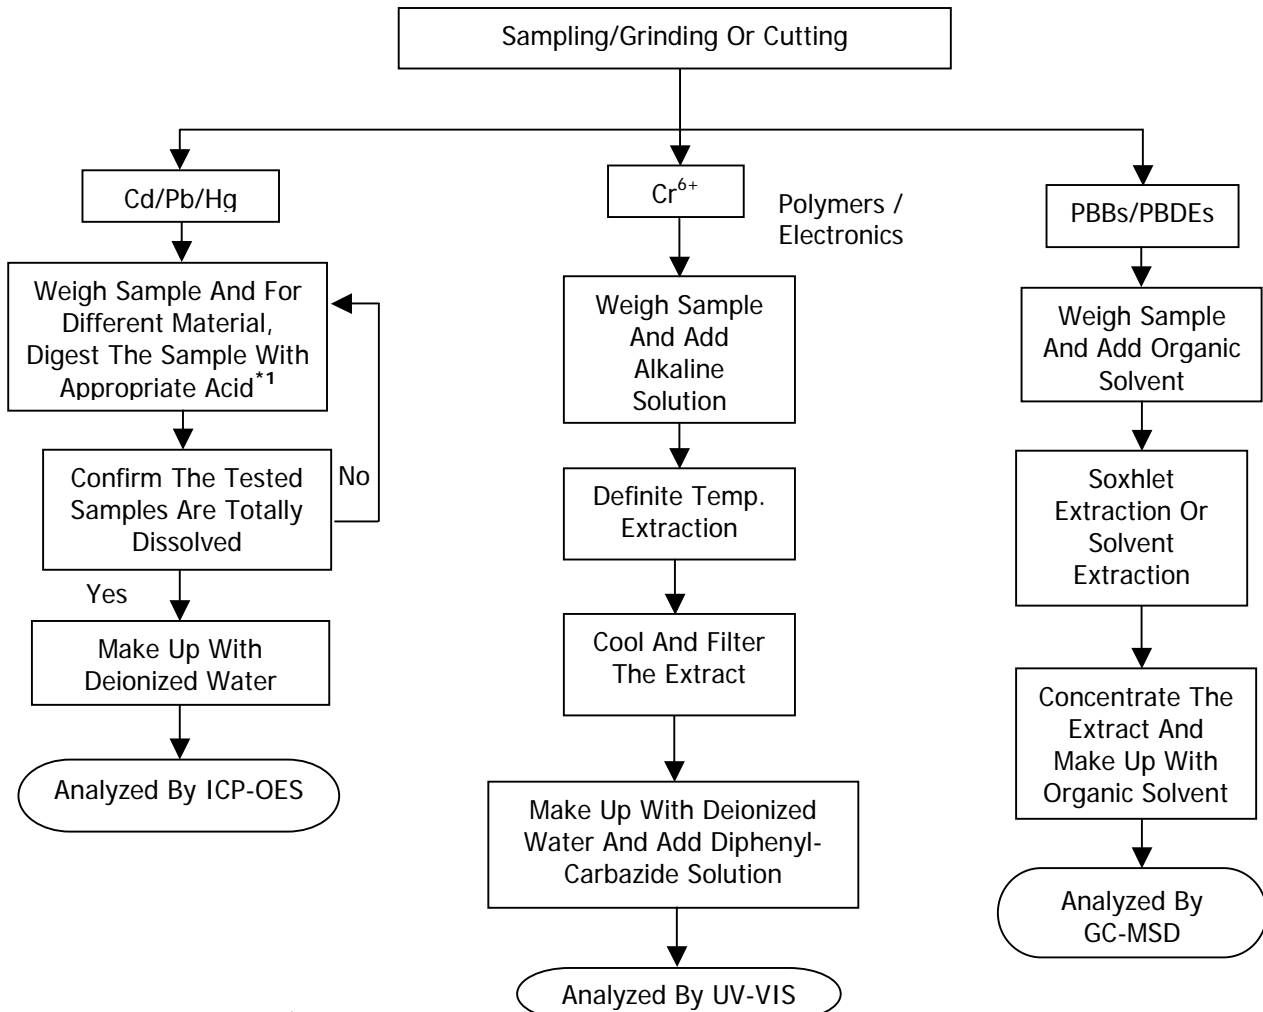 Sampling/Grinding Or Cutting
Cd/Pb/Hg
Weigh Sample And For
Different Material,
Digest The Sample With
Appropriate Acid*1
Confirm The Tested
Samples Are Totally
Dissolved
No
Yes
Make Up With
Deionized Water
Analyzed By ICP-OES
Cr6+
Polymers /
Electronics
Weigh Sample
And Add
Alkaline
Solution
Definite Temp.
Extraction
Cool And Filter
The Extract
Make Up With Deionized
Water And Add Diphenyl-
Carbazide Solution
Analyzed By UV-VIS
PBBs/PBDEs
Weigh Sample
And Add Organic
Solvent
Soxhlet
Extraction Or
Solvent
Extraction
Concentrate The
Extract And
Make Up With
Organic Solvent
Analyzed By
GC-MSD